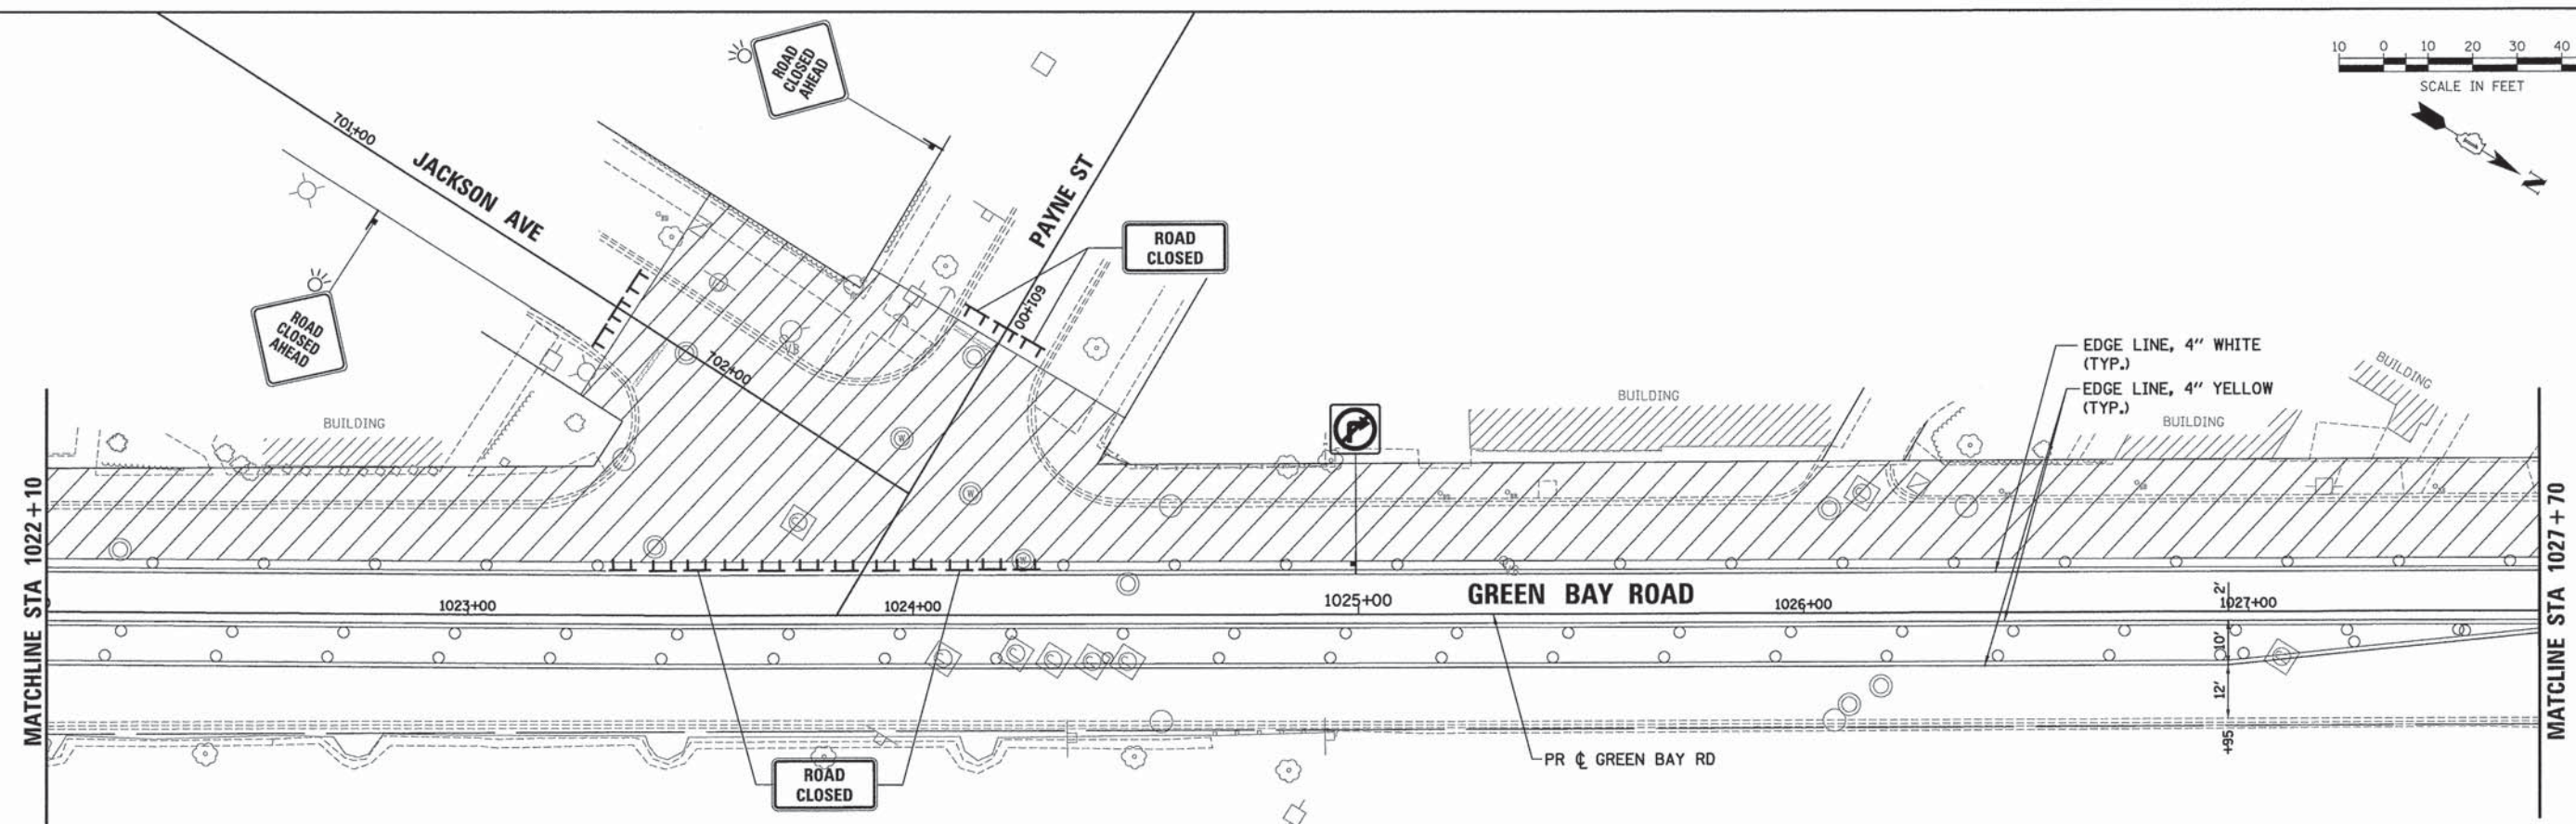 10 0 10 20 30 40
SCALE IN FEET
N
ROAD
CLOSED
AHEAD
701+00
JACKSON AVE
PAYNE ST
ROAD
CLOSED
601+00
ROAD
CLOSED
AHEAD
702+00
EDGE LINE, 4" WHITE
(TYP.)
EDGE LINE, 4" YELLOW
(TYP.)
BUILDING
BUILDING
BUILDING
BUILDING
W
W
W
MATCHLINE STA 1022+10
1023+00
1024+00
1025+00
GREEN BAY ROAD
1026+00
1027+00
2'
10'
12'
+95
MATCLINE STA 1027+70
PR ℄ GREEN BAY RD
ROAD
CLOSED